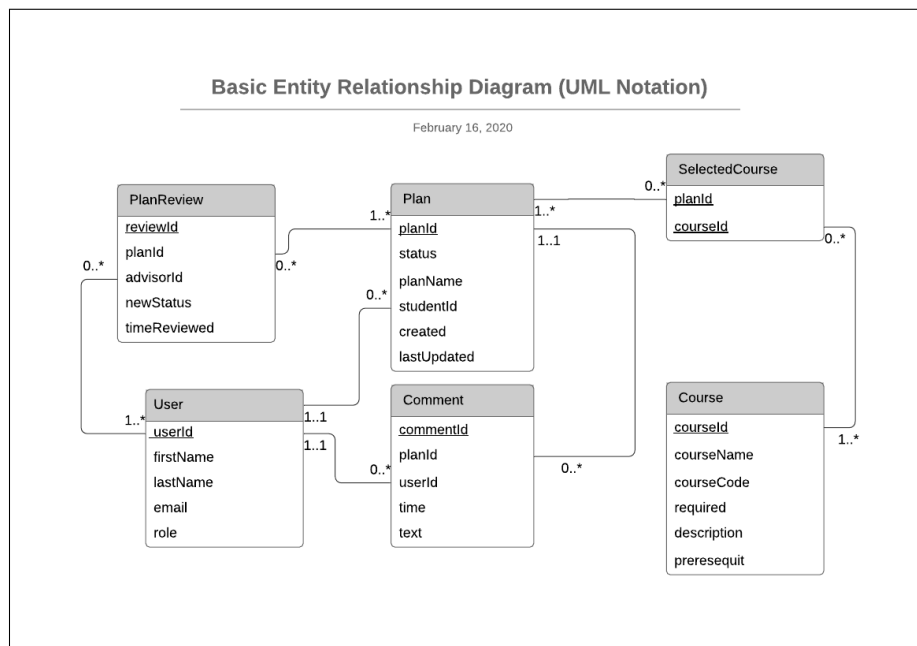 Basic Entity Relationship Diagram (UML Notation)
February 16, 2020
PlanReview
reviewId
planId
advisorId
newStatus
timeReviewed
0..*
0..*
1..*
Plan
planId
status
planName
studentId
created
lastUpdated
0..*
1..*
1..1
0..*
SelectedCourse
planId
courseId
0..*
User
userId
firstName
lastName
email
role
1..*
1..1
1..1
0..*
Comment
commentId
planId
userId
time
text
0..*
Course
courseId
courseName
courseCode
required
description
preresequit
1..*